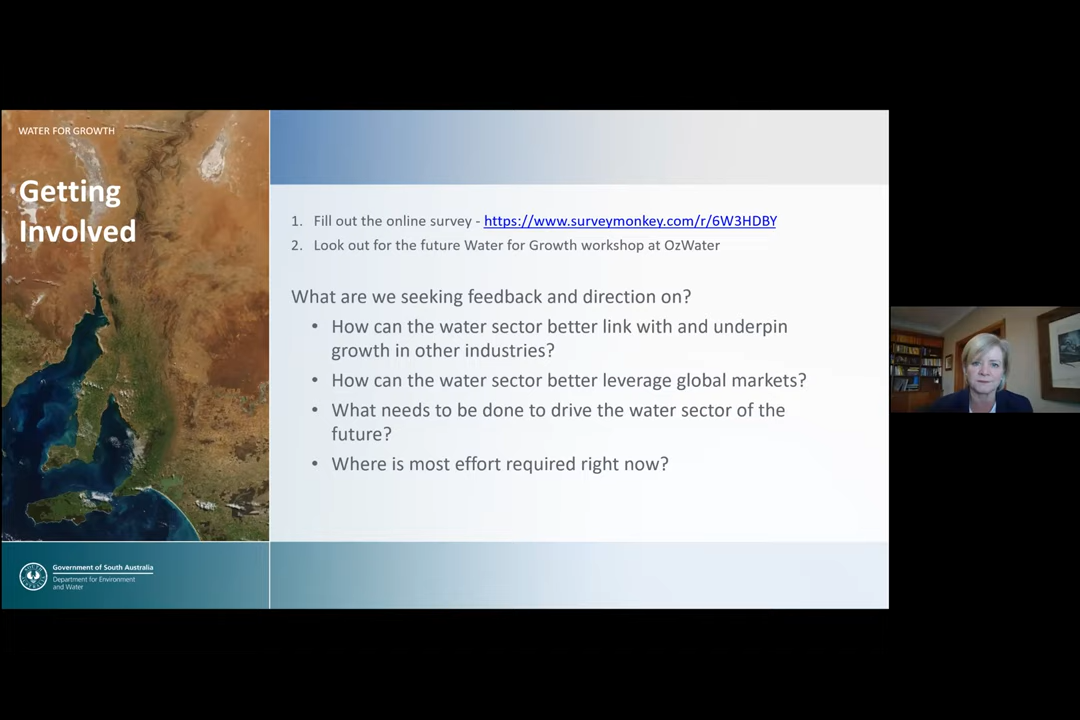 WATER FOR GROWTH
Getting
Involved
1. Fill out the online survey - https://www.surveymonkey.com/r/6W3HDBY
2. Look out for the future Water for Growth workshop at OzWater
What are we seeking feedback and direction on?
• How can the water sector better link with and underpin
growth in other industries?
• How can the water sector better leverage global markets?
• What needs to be done to drive the water sector of the
future?
• Where is most effort required right now?
Government of South Australia
Department for Environment
and Water